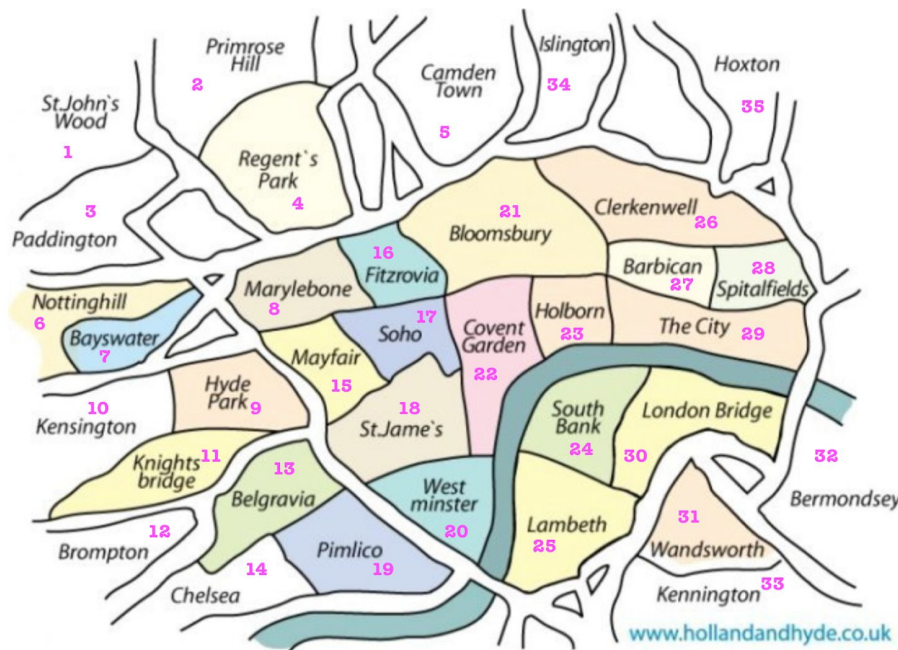 Primrose
Hill
2
Islington
34
Camden
Town
5
Hoxton
35
St.John`s
Wood
1
Regent`s
Park
4
3
Paddington
21
Bloomsbury
Clerkenwell
26
16
Fitzrovia
Barbican
27
28
Spitalfields
Nottinghill
6
Marylebone
8
Bayswater
7
17
Soho
Covent
Garden
22
Holborn
23
The City
29
Mayfair
15
10
Kensington
Hyde
Park
9
18
St.Jame`s
South
Bank
24
London Bridge
30
32
Bermondsey
Knights
bridge
11
13
Belgravia
West
minster
20
Lambeth
25
31
Wandsworth
12
Brompton
Pimlico
19
14
Chelsea
33
Kennington
www.hollandandhyde.co.uk